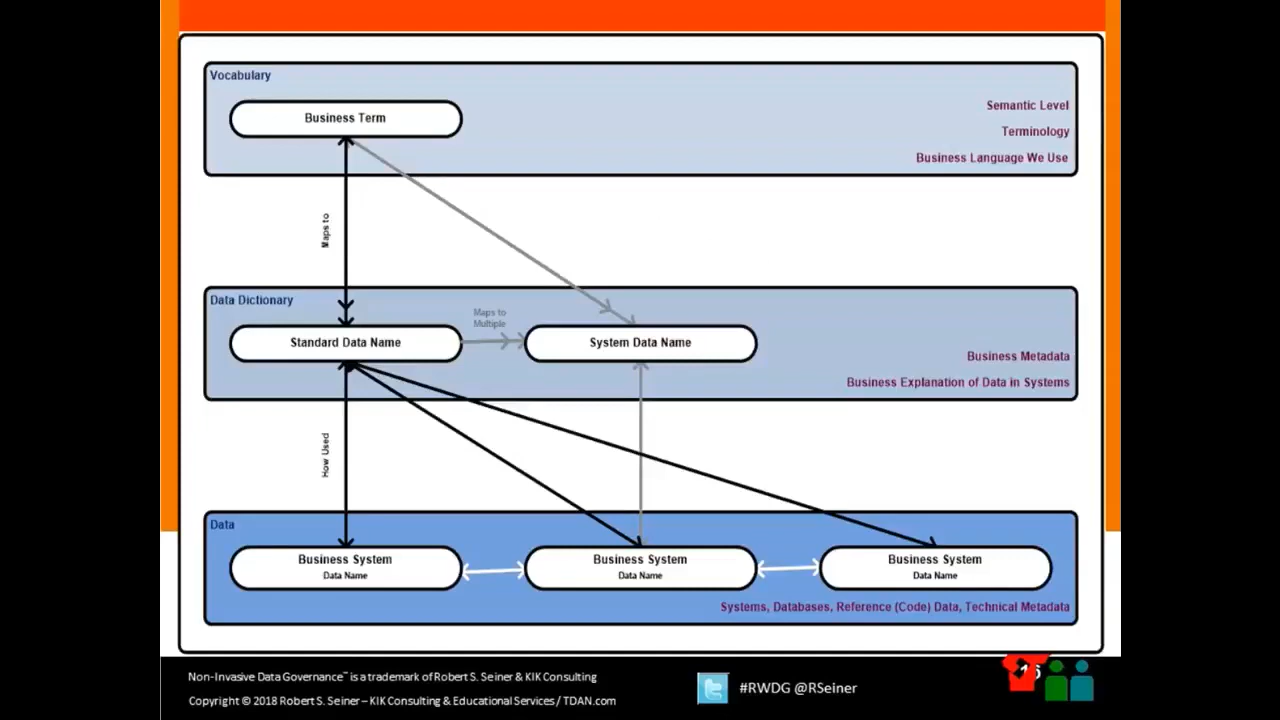 Vocabulary
Business Term
Semantic Level
Terminology
Business Language We Use
Maps to
Data Dictionary
Maps to
Multiple
Standard Data Name
System Data Name
Business Metadata
Business Explanation of Data in Systems
How Used
Data
Business System
Data Name
Business System
Data Name
Business System
Data Name
Systems, Databases, Reference (Code) Data, Technical Metadata
Non-Invasive Data Governance™ is a trademark of Robert S. Seiner & KIK Consulting
Copyright © 2018 Robert S. Seiner – KIK Consulting & Educational Services / TDAN.com
#RWDG @RSeiner